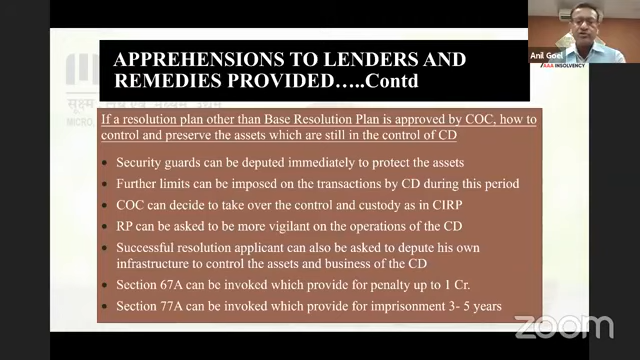 APPREHENSIONS TO LENDERS AND
REMEDIES PROVIDED…..Contd
Anil Goel
AAA INSOLVENCY
सूक्ष्म
MICRO,
If a resolution plan other than Base Resolution Plan is approved by COC, how to
control and preserve the assets which are still in the control of CD
• Security guards can be deputed immediately to protect the assets
• Further limits can be imposed on the transactions by CD during this period
• COC can decide to take over the control and custody as in CIRP
• RP can be asked to be more vigilant on the operations of the CD
• Successful resolution applicant can also be asked to depute his own
infrastructure to control the assets and business of the CD
• Section 67A can be invoked which provide for penalty up to 1 Cr.
• Section 77A can be invoked which provide for imprisonment 3- 5 years
zoom